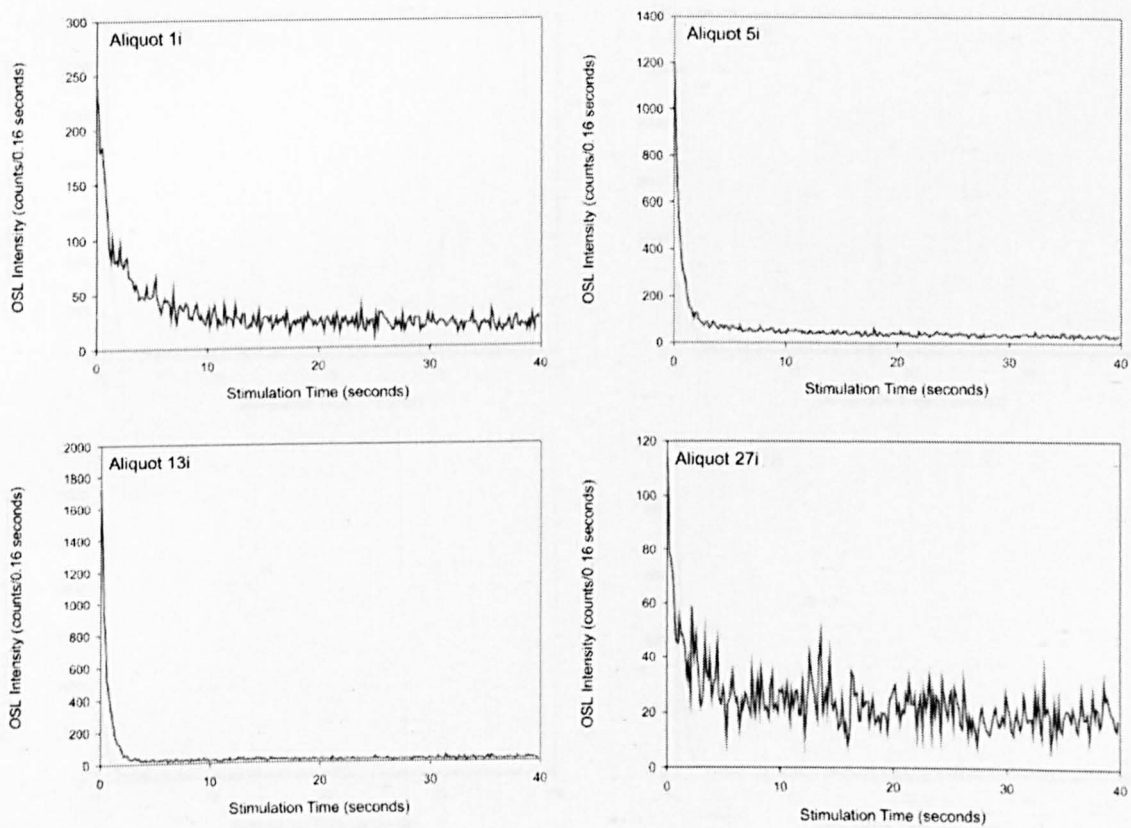 Aliquot 1i
300
250
200
150
100
50
0
OSL Intensity (counts/0.16 seconds)
0 10 20 30 40
Stimulation Time (seconds)
Aliquot 5i
1400
1200
1000
800
600
400
200
0
OSL Intensity (counts/0.16 seconds)
0 10 20 30 40
Stimulation Time (seconds)
Aliquot 13i
2000
1800
1600
1400
1200
1000
800
600
400
200
0
OSL Intensity (counts/0.16 seconds)
0 10 20 30 40
Stimulation Time (seconds)
Aliquot 27i
120
100
80
60
40
20
0
OSL Intensity (counts/0.16 seconds)
0 10 20 30 40
Stimulation Time (seconds)